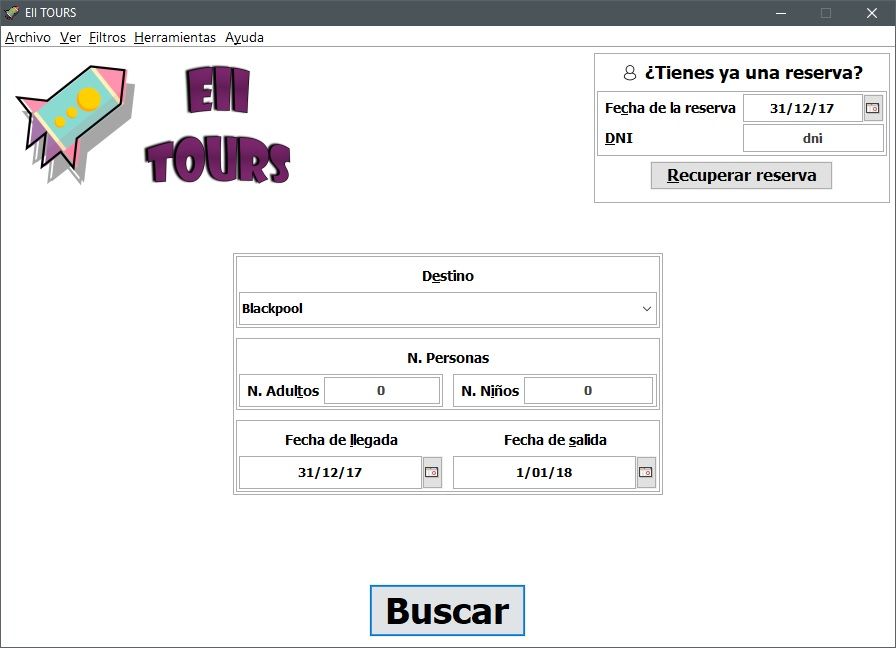 EII TOURS
Archivo Ver Filtros Herramientas Ayuda
EII
TOURS
¿Tienes ya una reserva?
Fecha de la reserva 31/12/17
DNI dni
Recuperar reserva
Destino
Blackpool
N. Personas
N. Adultos 0 N. Niños 0
Fecha de llegada Fecha de salida
31/12/17 1/01/18
Buscar